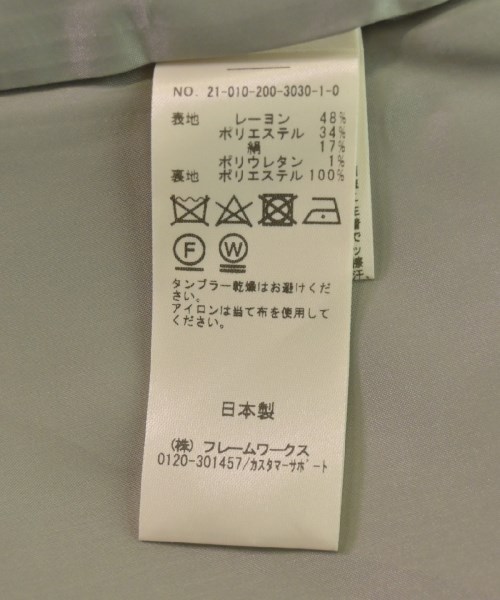 NO. 21-010-200-3030-1-0
表地 レーヨン 48%
ポリエステル 34%
絹 17%
ポリウレタン 1%
裏地 ポリエステル 100%
F W
タンブラー乾燥はお避けくだ
さい。
アイロンは当て布を使用して
ください。
日本製
(株) フレームワークス
0120-301457/カスタマーサポート